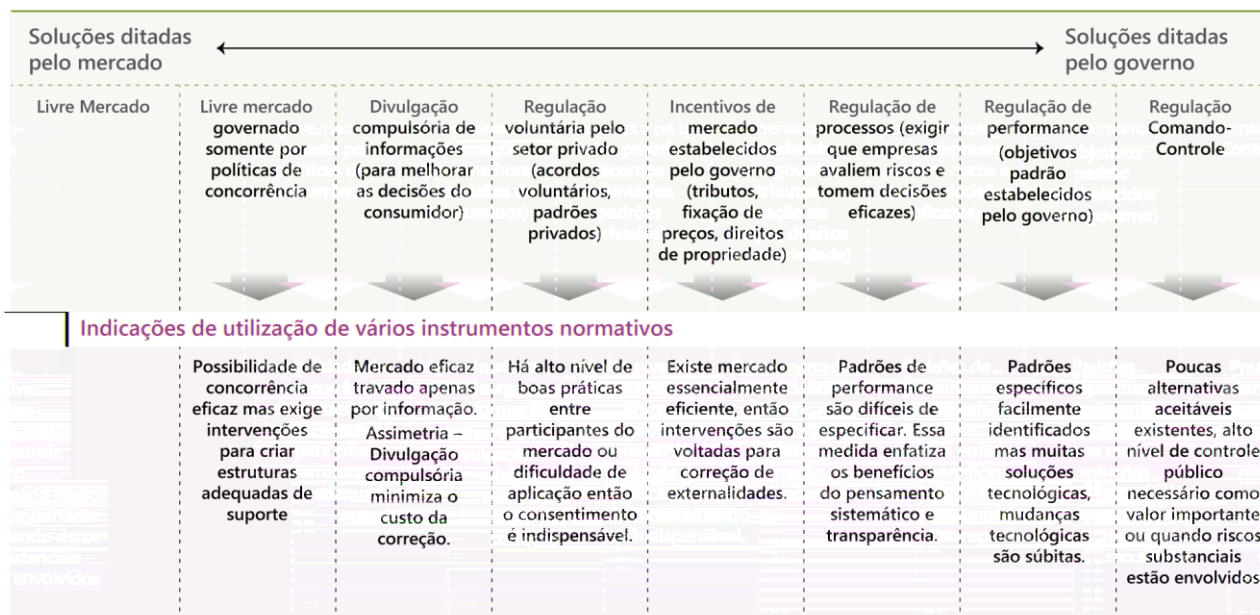 Soluções ditadas
pelo mercado
Soluções ditadas
pelo governo
Livre Mercado
Livre mercado
governado
somente por
políticas de
concorrência
Divulgação
compulsória de
informações
(para melhorar
as decisões do
consumidor)
Regulação
voluntária pelo
setor privado
(acordos
voluntários,
padrões
privados)
Incentivos de
mercado
estabelecidos
pelo governo
(tributos,
fixação de
preços, direitos
de propriedade)
Regulação de
processos (exigir
que empresas
avaliem riscos e
tomem decisões
eficazes)
Regulação de
performance
(objetivos
padrão
estabelecidos
pelo governo)
Regulação
Comando-
Controle
Indicações de utilização de vários instrumentos normativos
Possibilidade de
concorrência
eficaz mas exige
intervenções
para criar
estruturas
adequadas de
suporte
Mercado eficaz
travado apenas
por informação.
Assimetria –
Divulgação
compulsória
minimiza o
custo da
correção.
Há alto nível de
boas práticas
entre
participantes do
mercado ou
dificuldade de
aplicação então
o consentimento
é indispensável.
Existe mercado
essencialmente
eficiente, então
intervenções são
voltadas para
correção de
externalidades.
Padrões de
performance
são difíceis de
especificar. Essa
medida enfatiza
os benefícios
do pensamento
sistemático e
transparência.
Padrões
específicos
facilmente
identificados
mas muitas
soluções
tecnológicas,
mudanças
tecnológicas
são súbitas.
Poucas
alternativas
aceitáveis
existentes, alto
nível de controle
público
necessário como
valor importante
ou quando riscos
substanciais
estão envolvidos